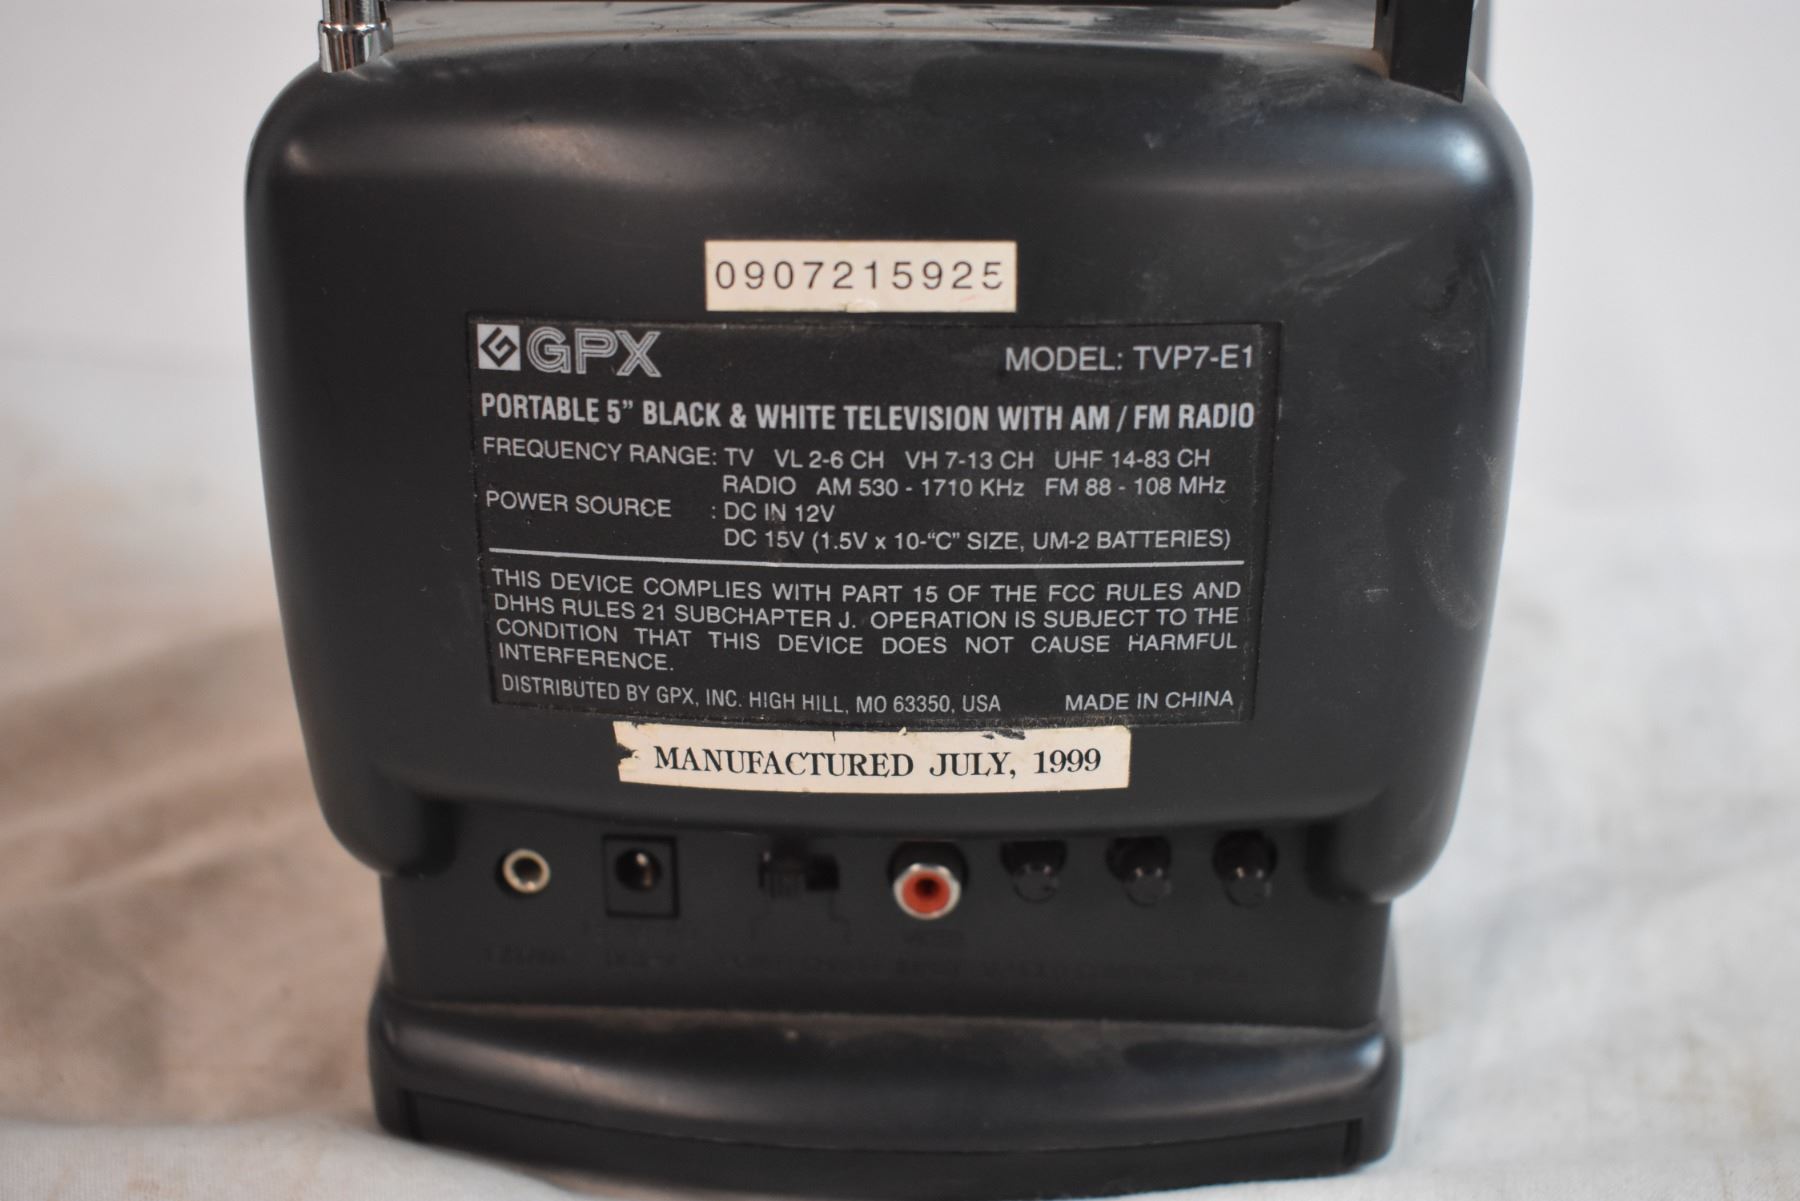 0907215925
GPX MODEL: TVP7-E1
PORTABLE 5" BLACK & WHITE TELEVISION WITH AM / FM RADIO
FREQUENCY RANGE: TV VL 2-6 CH VH 7-13 CH UHF 14-83 CH
RADIO AM 530 - 1710 KHz FM 88 - 108 MHz
POWER SOURCE : DC IN 12V
DC 15V (1.5V x 10-"C" SIZE, UM-2 BATTERIES)
THIS DEVICE COMPLIES WITH PART 15 OF THE FCC RULES AND
DHHS RULES 21 SUBCHAPTER J. OPERATION IS SUBJECT TO THE
CONDITION THAT THIS DEVICE DOES NOT CAUSE HARMFUL
INTERFERENCE.
DISTRIBUTED BY GPX, INC. HIGH HILL, MO 63350, USA MADE IN CHINA
MANUFACTURED JULY, 1999